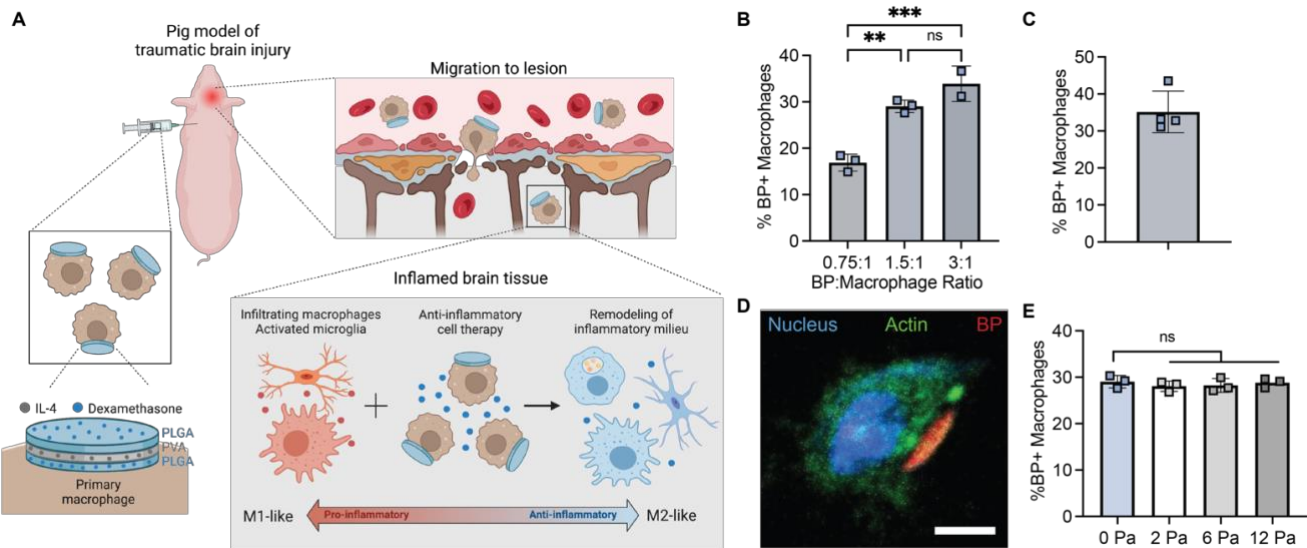 A
Pig model of
traumatic brain injury
Migration to lesion
Inflamed brain tissue
Infiltrating macrophages
Activated microglia
Anti-inflammatory
cell therapy
Remodeling of
inflammatory milieu
IL-4
Dexamethasone
PLGA
PVA
PLGA
Primary
macrophage
M1-like
Pro-inflammatory
Anti-inflammatory
M2-like
B
***
**
ns
% BP+ Macrophages
40
30
20
10
0
0.75:1 1.5:1 3:1
BP:Macrophage Ratio
C
% BP+ Macrophages
50
40
30
20
10
0
D
Nucleus Actin BP
E
ns
%BP+ Macrophages
40
30
20
10
0
0 Pa 2 Pa 6 Pa 12 Pa